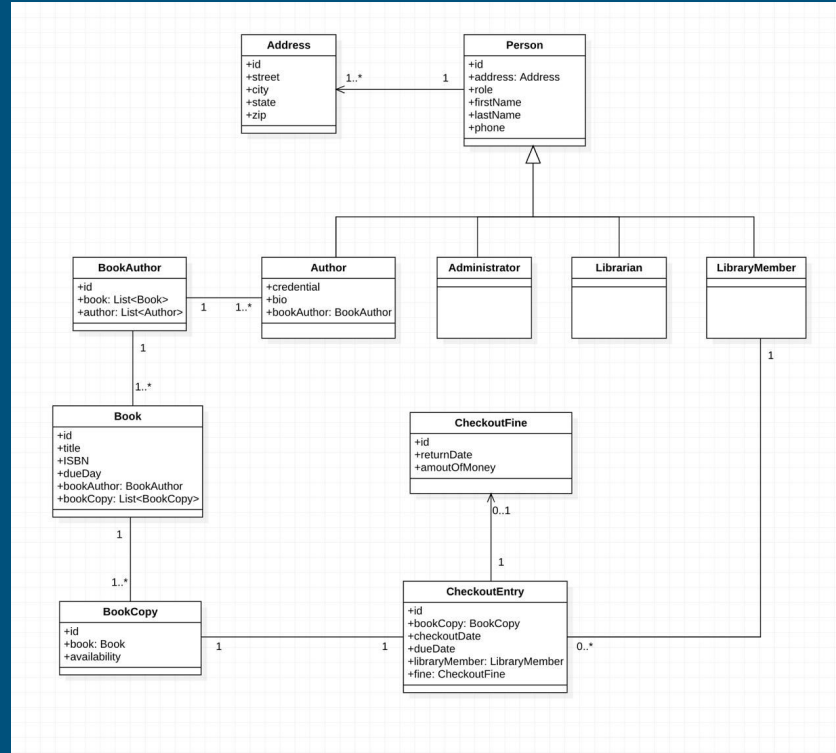 Address
+id
+street
+city
+state
+zip
Person
+id
+address: Address
+role
+firstName
+lastName
+phone
1..*
1
BookAuthor
+id
+book: List<Book>
+author: List<Author>
Author
+credential
+bio
+bookAuthor: BookAuthor
1
1..*
Administrator
Librarian
LibraryMember
1
1
1..*
Book
+id
+title
+ISBN
+dueDay
+bookAuthor: BookAuthor
+bookCopy: List<BookCopy>
CheckoutFine
+id
+returnDate
+amoutOfMoney
0..1
1
1
1..*
BookCopy
+id
+book: Book
+availability
1
1
CheckoutEntry
+id
+bookCopy: BookCopy
+checkoutDate
+dueDate
+libraryMember: LibraryMember
+fine: CheckoutFine
0..*